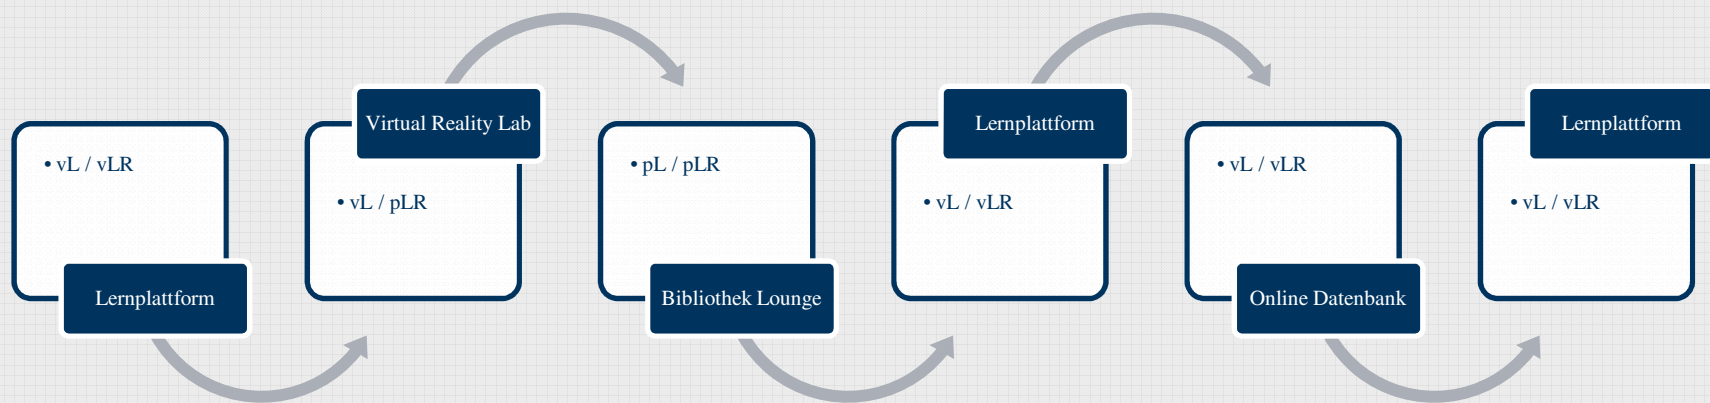 • vL / vLR
Lernplattform
Virtual Reality Lab
• vL / pLR
• pL / pLR
Bibliothek Lounge
Lernplattform
• vL / vLR
• vL / vLR
Online Datenbank
Lernplattform
• vL / vLR